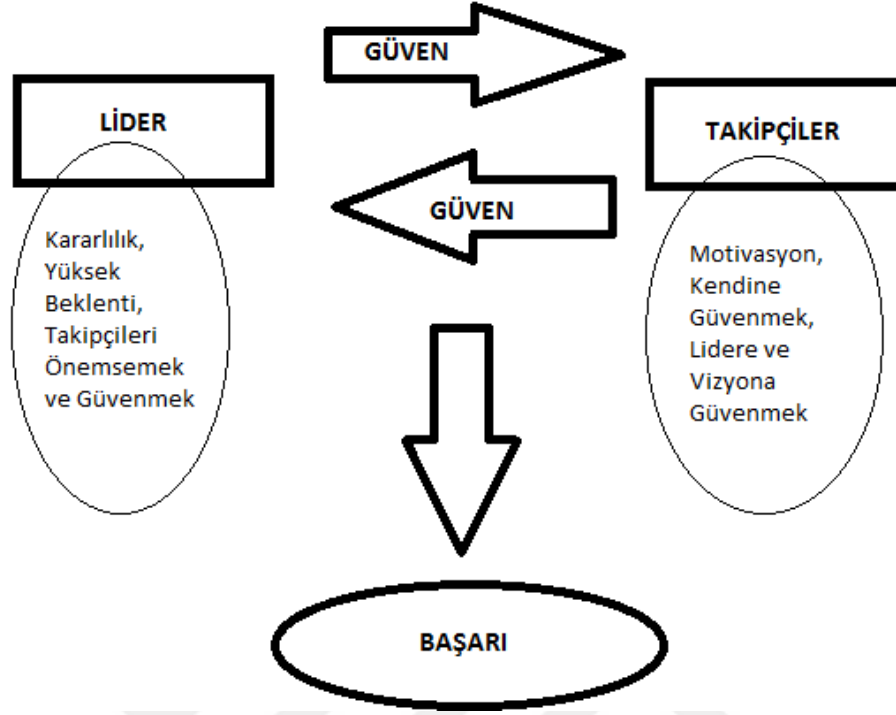 GÜVEN
LİDER
TAKİPÇİLER
GÜVEN
Kararlılık,
Yüksek
Beklenti,
Takipçileri
Önemsemek
ve Güvenmek
Motivasyon,
Kendine
Güvenmek,
Lidere ve
Vizyona
Güvenmek
BAŞARI